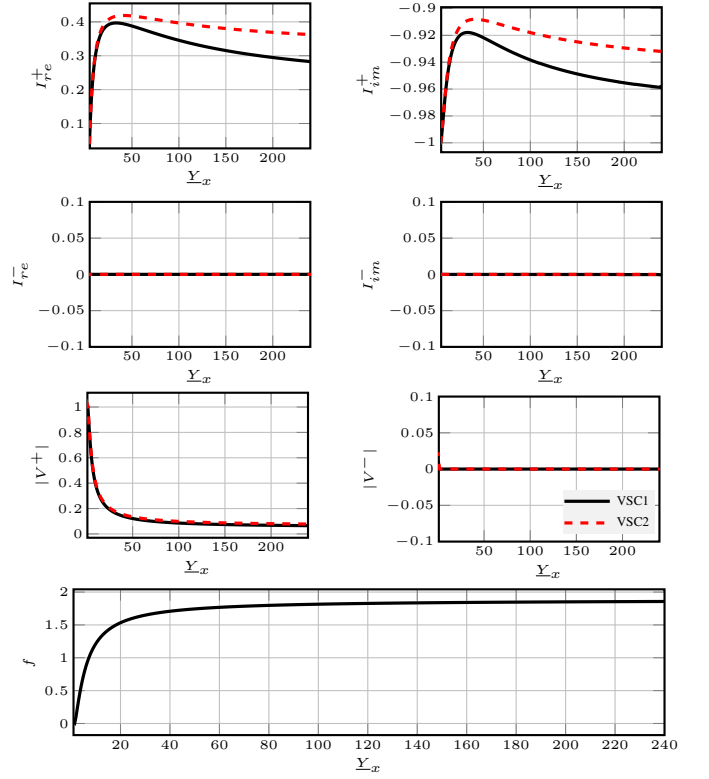 0.4
0.3
0.2
0.1
I_re^+
50 100 150 200
Y_x
−0.9
−0.92
−0.94
−0.96
−0.98
−1
I_im^+
50 100 150 200
Y_x
0.1
0.05
0
−0.05
−0.1
I_re^−
50 100 150 200
Y_x
0.1
0.05
0
−0.05
−0.1
I_im^−
50 100 150 200
Y_x
1
0.8
0.6
0.4
0.2
0
|V^+|
50 100 150 200
Y_x
0.1
0.05
0
−0.05
−0.1
|V^−|
VSC1
VSC2
50 100 150 200
Y_x
2
1.5
1
0.5
0
f
20 40 60 80 100 120 140 160 180 200 220 240
Y_x